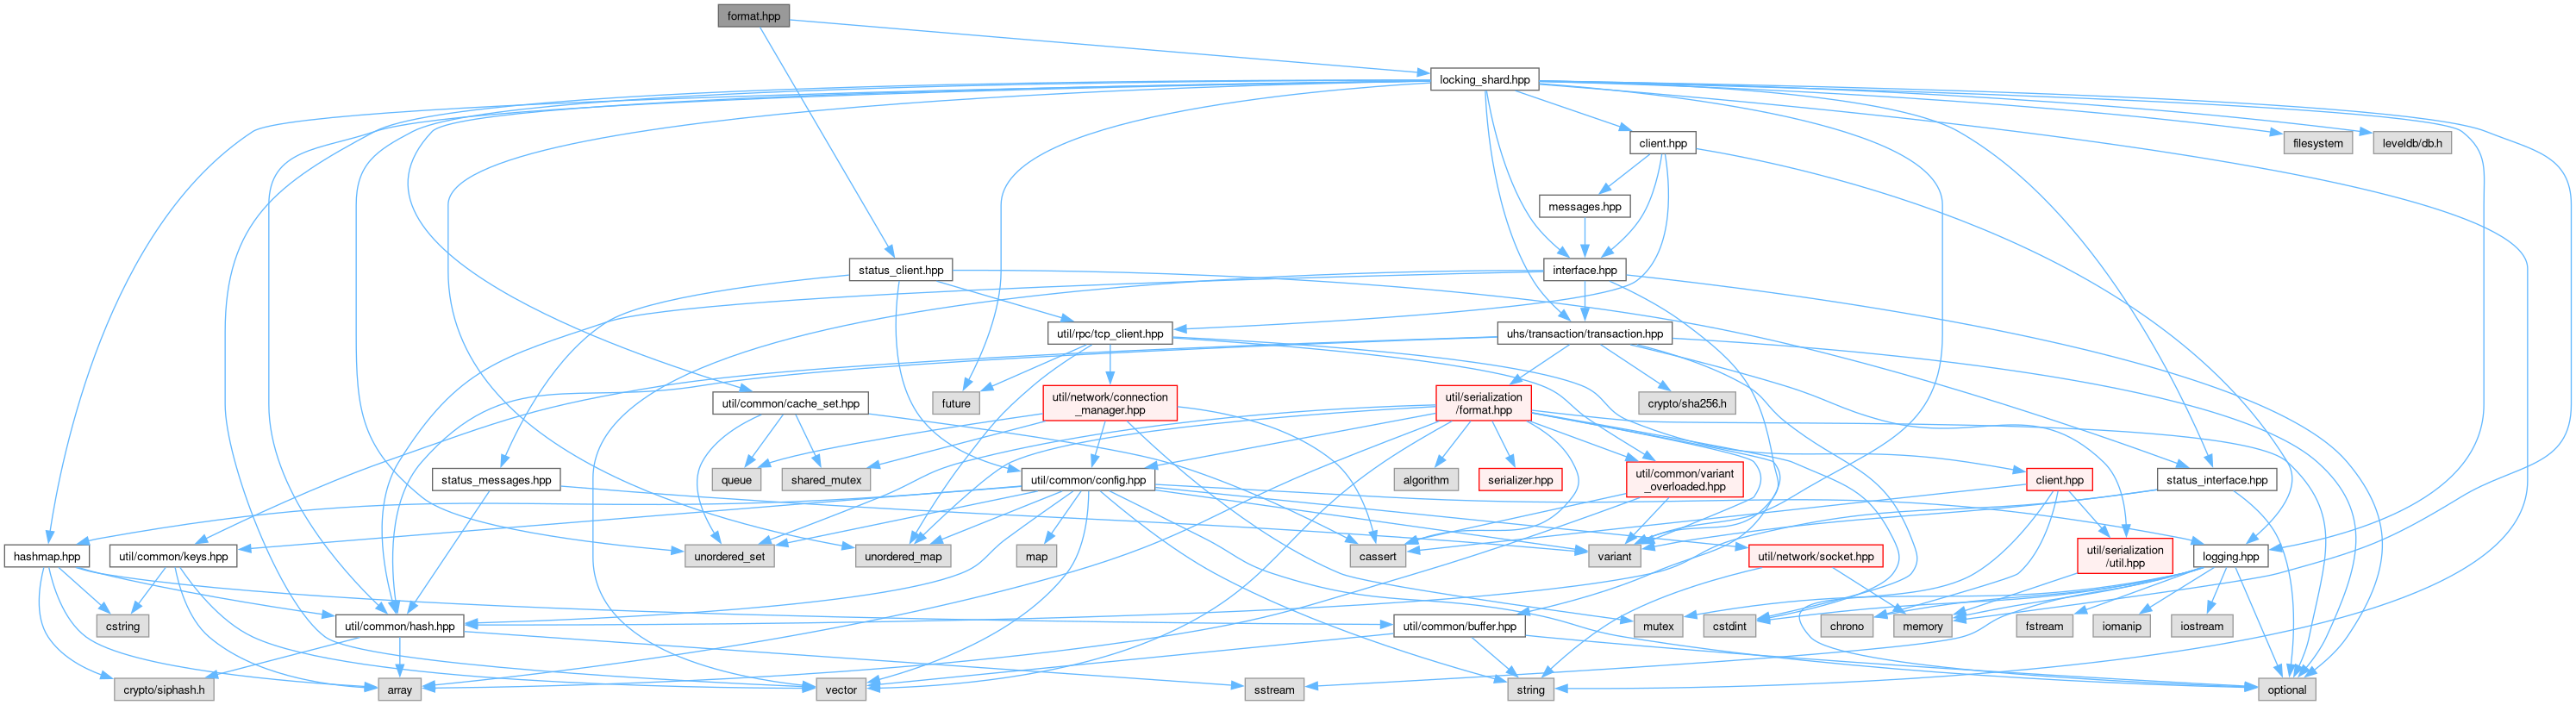 format.hpp
locking_shard.hpp
client.hpp
filesystem
leveldb/db.h
messages.hpp
status_client.hpp
interface.hpp
util/rpc/tcp_client.hpp
uhs/transaction/transaction.hpp
util/common/cache_set.hpp
future
util/network/connection
_manager.hpp
util/serialization
/format.hpp
crypto/sha256.h
status_messages.hpp
queue
shared_mutex
util/common/config.hpp
algorithm
serializer.hpp
util/common/variant
_overloaded.hpp
client.hpp
status_interface.hpp
hashmap.hpp
util/common/keys.hpp
unordered_set
unordered_map
map
cassert
variant
util/network/socket.hpp
util/serialization
/util.hpp
logging.hpp
cstring
util/common/hash.hpp
util/common/buffer.hpp
mutex
cstdint
chrono
memory
fstream
iomanip
iostream
crypto/siphash.h
array
vector
sstream
string
optional